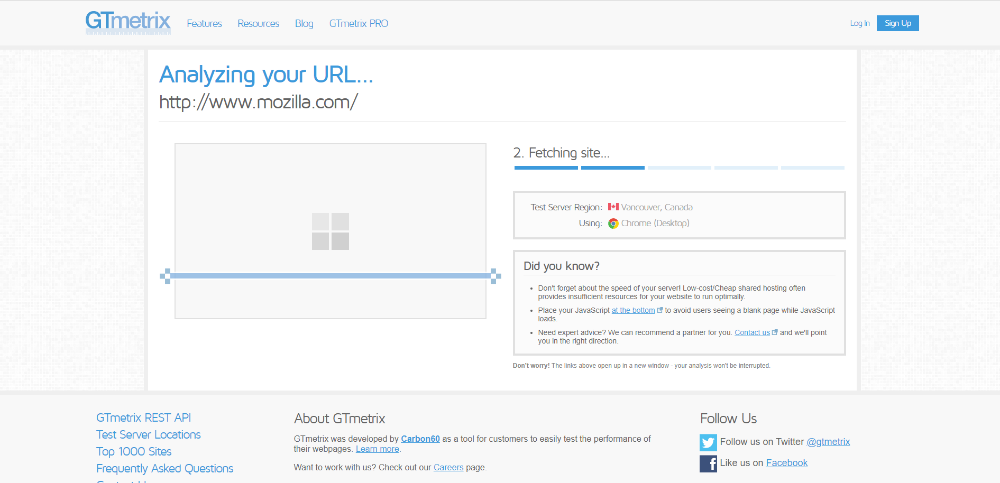 GTmetrix
Features
Resources
Blog
GTmetrix PRO
Log In
Sign Up
Analyzing your URL...
http://www.mozilla.com/
2. Fetching site...
Test Server Region: Vancouver, Canada
Using: Chrome (Desktop)
Did you know?
Don't forget about the speed of your server! Low-cost/Cheap shared hosting often
provides insufficient resources for your website to run optimally.
Place your JavaScript at the bottom to avoid users seeing a blank page while JavaScript
loads.
Need expert advice? We can recommend a partner for you. Contact us and we'll point
you in the right direction.
Don't worry! The links above open up in a new window - your analysis won't be interrupted.
GTmetrix REST API
Test Server Locations
Top 1000 Sites
Frequently Asked Questions
About GTmetrix
GTmetrix was developed by Carbon60 as a tool for customers to easily test the performance of
their webpages. Learn more.
Want to work with us? Check out our Careers page.
Follow Us
Follow us on Twitter @gtmetrix
Like us on Facebook